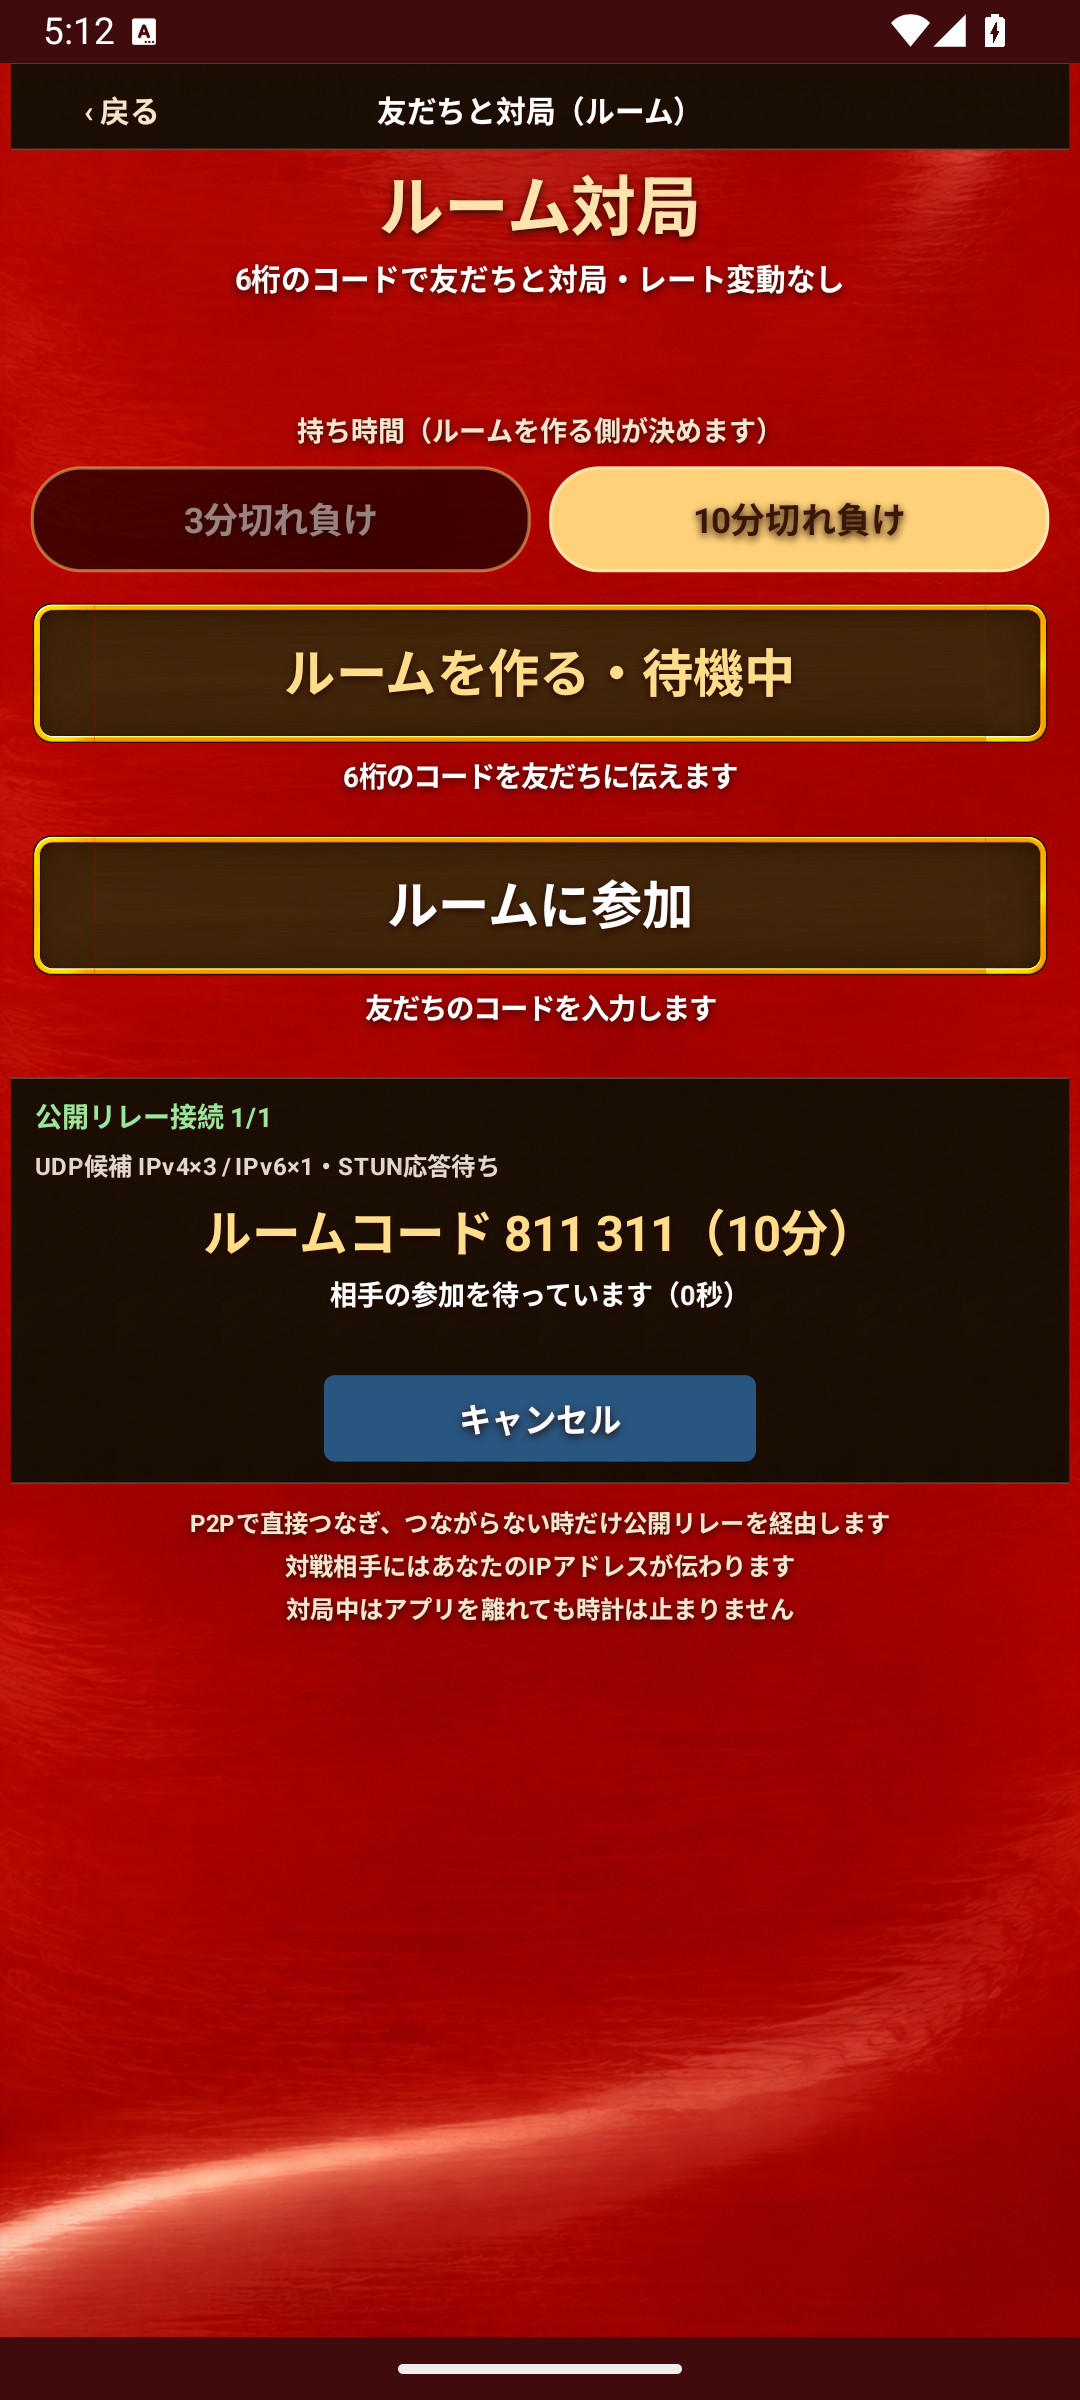 5:12
‹ 戻る
友だちと対局（ルーム）
ルーム対局
6桁のコードで友だちと対局・レート変動なし
持ち時間（ルームを作る側が決めます）
3分切れ負け
10分切れ負け
ルームを作る・待機中
6桁のコードを友だちに伝えます
ルームに参加
友だちのコードを入力します
公開リレー接続 1/1
UDP候補 IPv4×3 / IPv6×1・STUN応答待ち
ルームコード 811 311（10分）
相手の参加を待っています（0秒）
キャンセル
P2Pで直接つなぎ、つながらない時だけ公開リレーを経由します
対戦相手にはあなたのIPアドレスが伝わります
対局中はアプリを離れても時計は止まりません